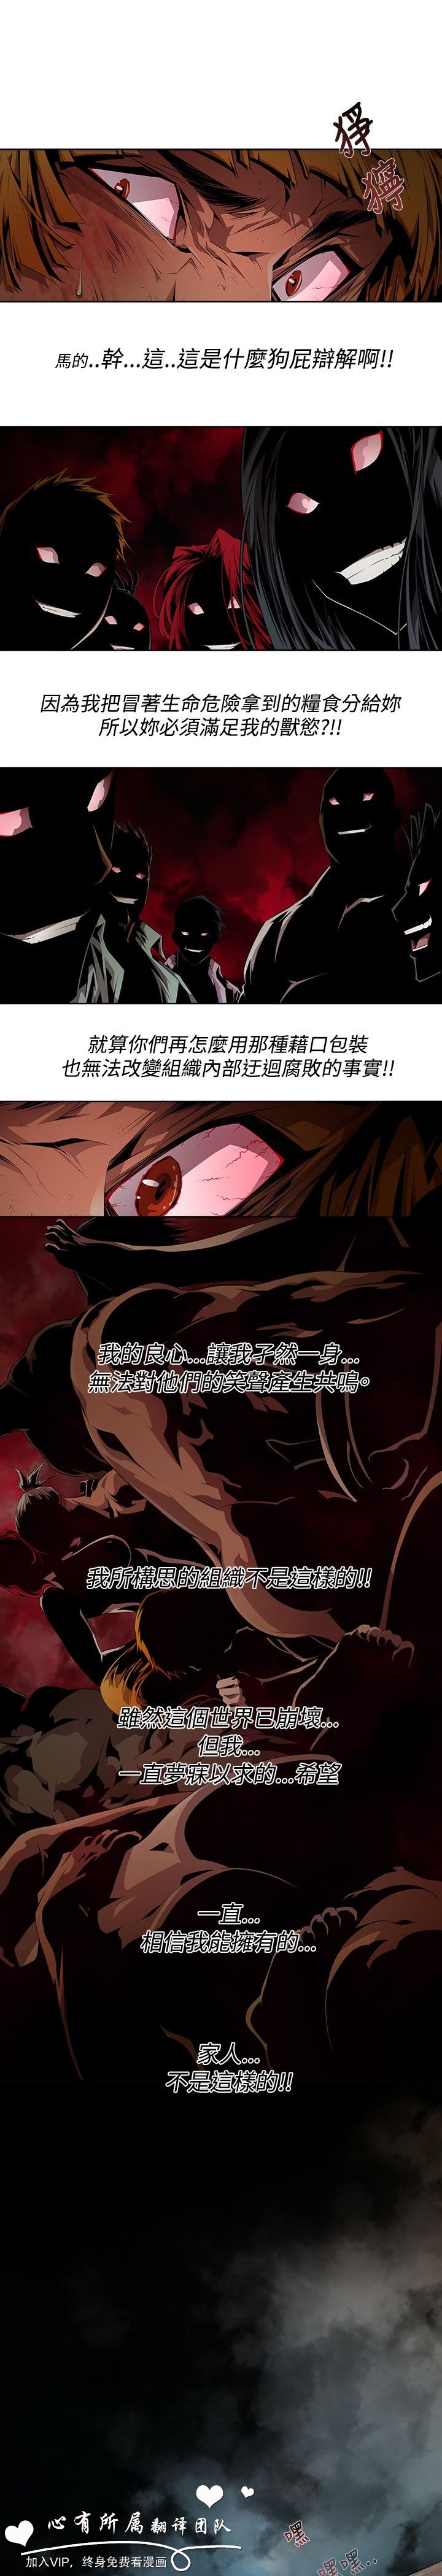 猙
獰
馬的..幹...這..這是什麼狗屁辯解啊!!
因為我把冒著生命危險拿到的糧食分給妳
所以妳必須滿足我的獸慾?!!
就算你們再怎麼用那種藉口包裝
也無法改變組織內部迂迴腐敗的事實!!
我的良心...讓我孑然一身...
無法對他們的笑聲產生共鳴。
我所構思的組織不是這樣的!!
雖然這個世界已崩壞...
但我...
一直夢寐以求的...希望
一直...
相信我能擁有的...
家人...
不是這樣的!!
心有所属翻译团队
加入VIP，终身免费看漫画
嘿
嘿嘿...